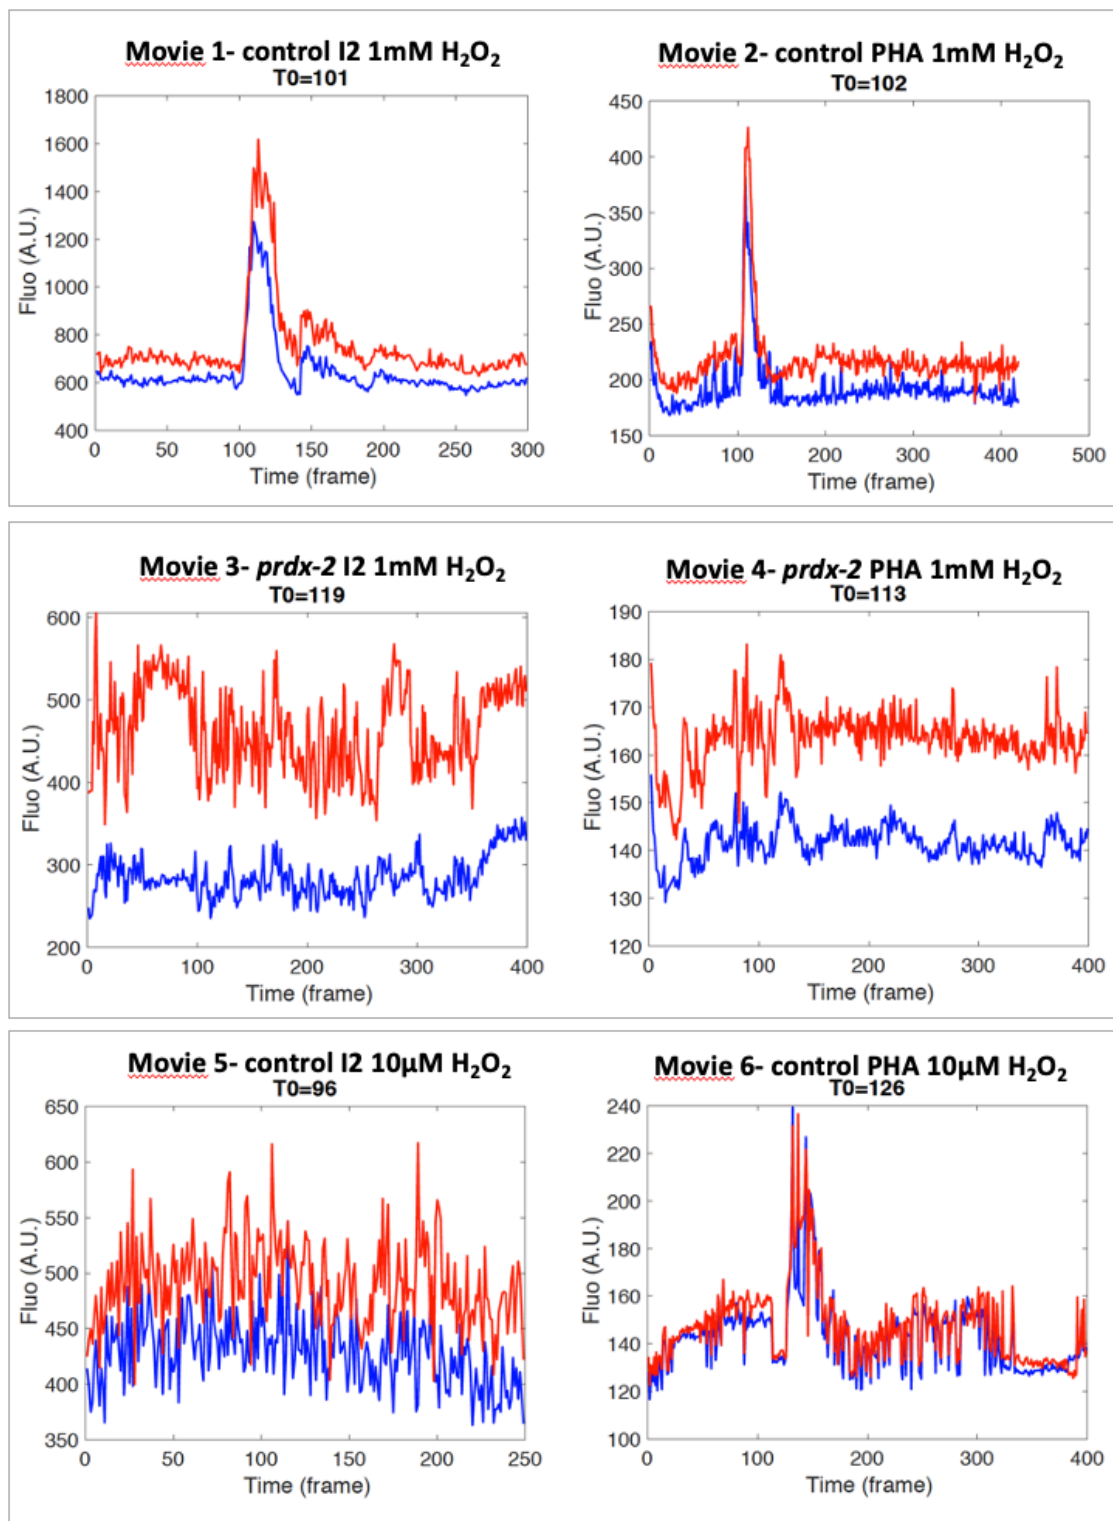 Movie 1- control I2 1mM H₂O₂
T0=101
1800
1600
1400
1200
1000
800
600
400
Fluo (A.U.)
0 50 100 150 200 250 300
Time (frame)
Movie 2- control PHA 1mM H₂O₂
T0=102
450
400
350
300
250
200
150
Fluo (A.U.)
0 100 200 300 400 500
Time (frame)
Movie 3- prdx-2 I2 1mM H₂O₂
T0=119
600
500
400
300
200
Fluo (A.U.)
0 100 200 300 400
Time (frame)
Movie 4- prdx-2 PHA 1mM H₂O₂
T0=113
190
180
170
160
150
140
130
120
Fluo (A.U.)
0 100 200 300 400
Time (frame)
Movie 5- control I2 10µM H₂O₂
T0=96
650
600
550
500
450
400
350
Fluo (A.U.)
0 50 100 150 200 250
Time (frame)
Movie 6- control PHA 10µM H₂O₂
T0=126
240
220
200
180
160
140
120
100
Fluo (A.U.)
0 100 200 300 400
Time (frame)